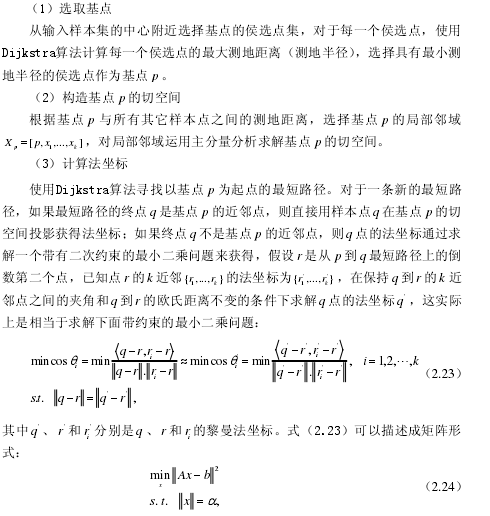 （1）选取基点
从输入样本集的中心附近选择基点的侯选点集，对于每一个侯选点，使用
Dijkstra算法计算每一个侯选点的最大测地距离（测地半径），选择具有最小测
地半径的侯选点作为基点 p 。
（2）构造基点 p 的切空间
根据基点 p 与所有其它样本点之间的测地距离，选择基点 p 的局部邻域
X_p =[p, x_1,..., x_k]，对局部邻域运用主分量分析求解基点 p 的切空间。
（3）计算法坐标
使用Dijkstra算法寻找以基点 p 为起点的最短路径。对于一条新的最短路
径，如果最短路径的终点 q 是基点 p 的近邻点，则直接用样本点 q 在基点 p 的切
空间投影获得法坐标；如果终点 q 不是基点 p 的近邻点，则 q 点的法坐标通过求
解一个带有二次约束的最小二乘问题来获得，假设 r 是从 p 到 q 最短路径上的倒
数第二个点，已知点 r 的 k 近邻 {r_1,...,r_k} 的法坐标为 {r_1',...,r_k'}，在保持 q 到 r 的 k 近
邻点之间的夹角和 q 到 r 的欧氏距离不变的条件下求解 q 点的法坐标 q'，这实际
上是相当于求解下面带约束的最小二乘问题：
min cos θ_i = min ⟨q-r, r_i-r⟩ / ‖q-r‖.‖r_i-r‖ ≈ min cos θ_i' = min ⟨q'-r', r_i'-r'⟩ / ‖q'-r'‖.‖r_i'-r'‖， i=1,2,⋯,k （2.23）
s.t. ‖q-r‖=‖q'-r'‖，
其中 q'、 r' 和 r_i' 分别是 q 、 r 和 r_i 的黎曼法坐标。式（2.23）可以描述成矩阵形
式：
min_x ‖Ax-b‖² （2.24）
s. t. ‖x‖ = α,